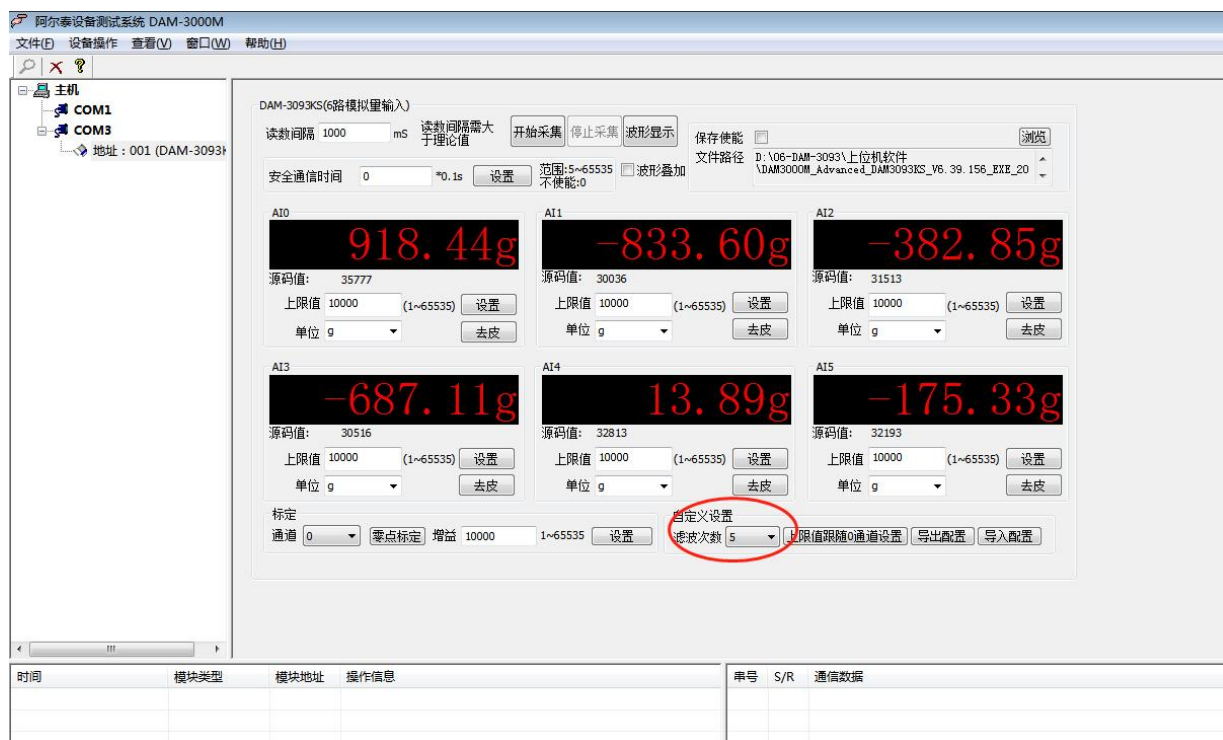 阿尔泰设备测试系统 DAM-3000M
文件(F) 设备操作 查看(V) 窗口(W) 帮助(H)
主机
COM1
COM3
地址：001 (DAM-3093K
DAM-3093KS(6路模拟里输入)
读数间隔 1000 mS 读数间隔需大于理论值 开始采集 停止采集 波形显示
保存使能 浏览
文件路径 D:\06-DAM-3093\上位机软件
\DAM3000M_Advanced_DAM3093KS_V6.39.156_EXE_20
安全通信时间 0 *0.1s 设置 范围:5~65535 不使能:0 波形叠加
AI0 AI1 AI2
918.44g -833.60g -382.85g
源码值: 35777 源码值: 30036 源码值: 31513
上限值 10000 (1~65535) 设置 上限值 10000 (1~65535) 设置 上限值 10000 (1~65535) 设置
单位 g 去皮 单位 g 去皮 单位 g 去皮
AI3 AI4 AI5
-687.11g 13.89g -175.33g
源码值: 30516 源码值: 32813 源码值: 32193
上限值 10000 (1~65535) 设置 上限值 10000 (1~65535) 设置 上限值 10000 (1~65535) 设置
单位 g 去皮 单位 g 去皮 单位 g 去皮
标定 自定义设置
通道 0 零点标定 增益 10000 1~65535 设置 滤波次数 5 上限值跟随0通道设置 导出配置 导入配置
时间 模块类型 模块地址 操作信息 串号 S/R 通信数据